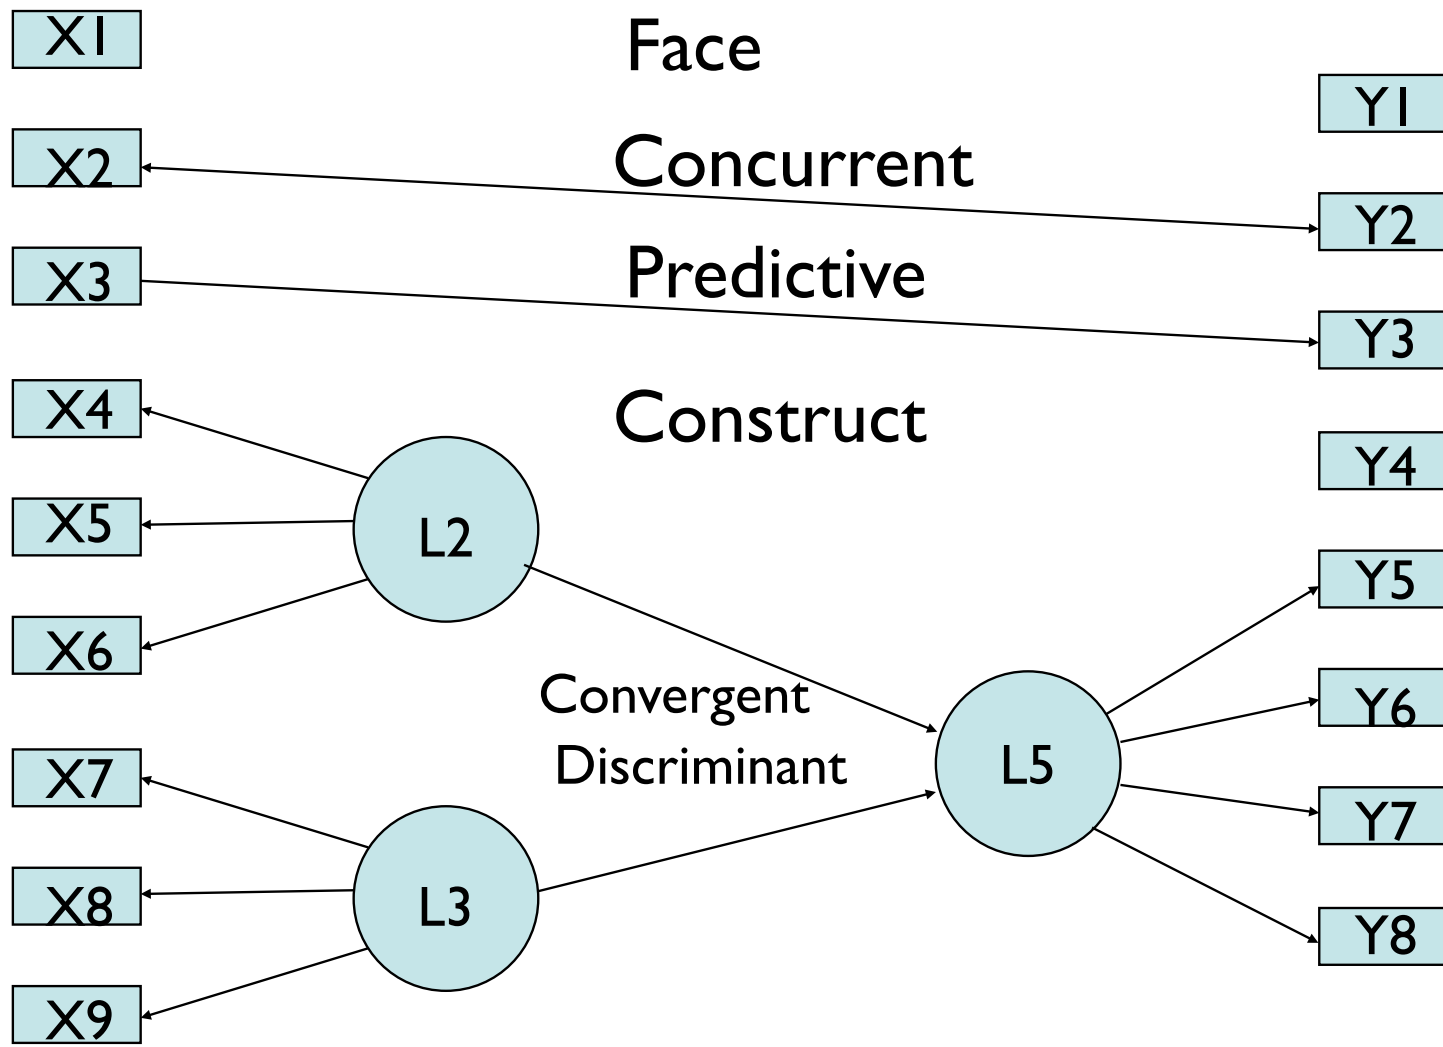 X1
Face
Y1
X2
Concurrent
Y2
X3
Predictive
Y3
X4
Construct
Y4
X5
L2
Y5
X6
Convergent
Y6
X7
Discriminant
L5
Y7
X8
L3
Y8
X9